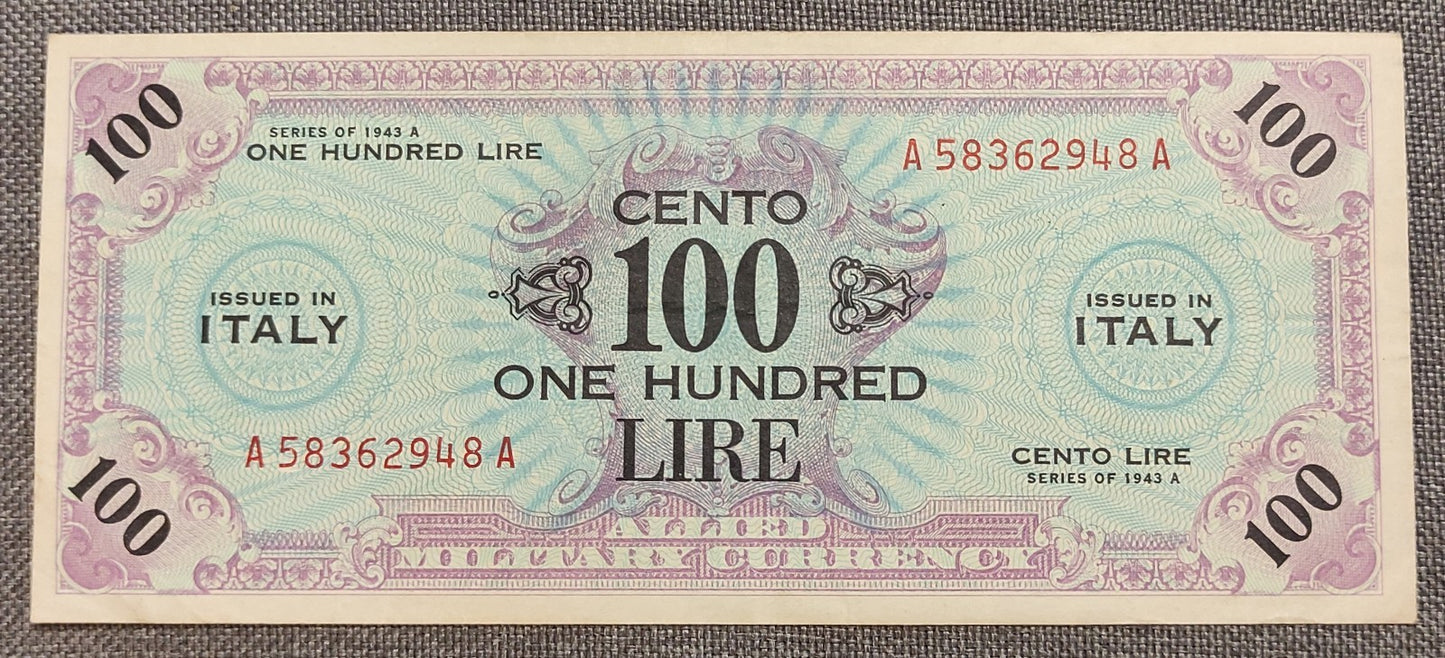 100
100
SERIES OF 1943 A
ONE HUNDRED LIRE
A 58362948 A
CENTO
100
ONE HUNDRED
LIRE
ISSUED IN
ITALY
ISSUED IN
ITALY
A 58362948 A
CENTO LIRE
SERIES OF 1943 A
100
100
ALLIED
MILITARY CURRENCY